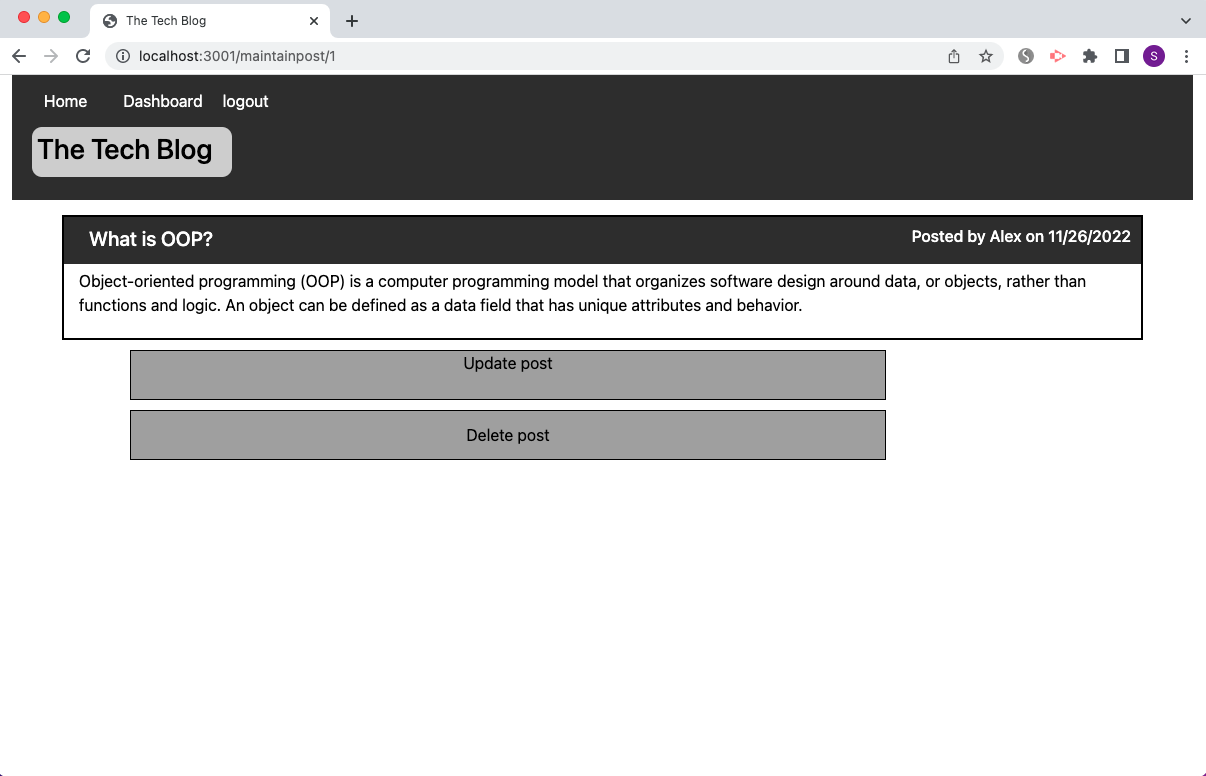 The Tech Blog
localhost:3001/maintainpost/1
S
Home Dashboard logout
The Tech Blog
What is OOP? Posted by Alex on 11/26/2022
Object-oriented programming (OOP) is a computer programming model that organizes software design around data, or objects, rather than
functions and logic. An object can be defined as a data field that has unique attributes and behavior.
Update post
Delete post